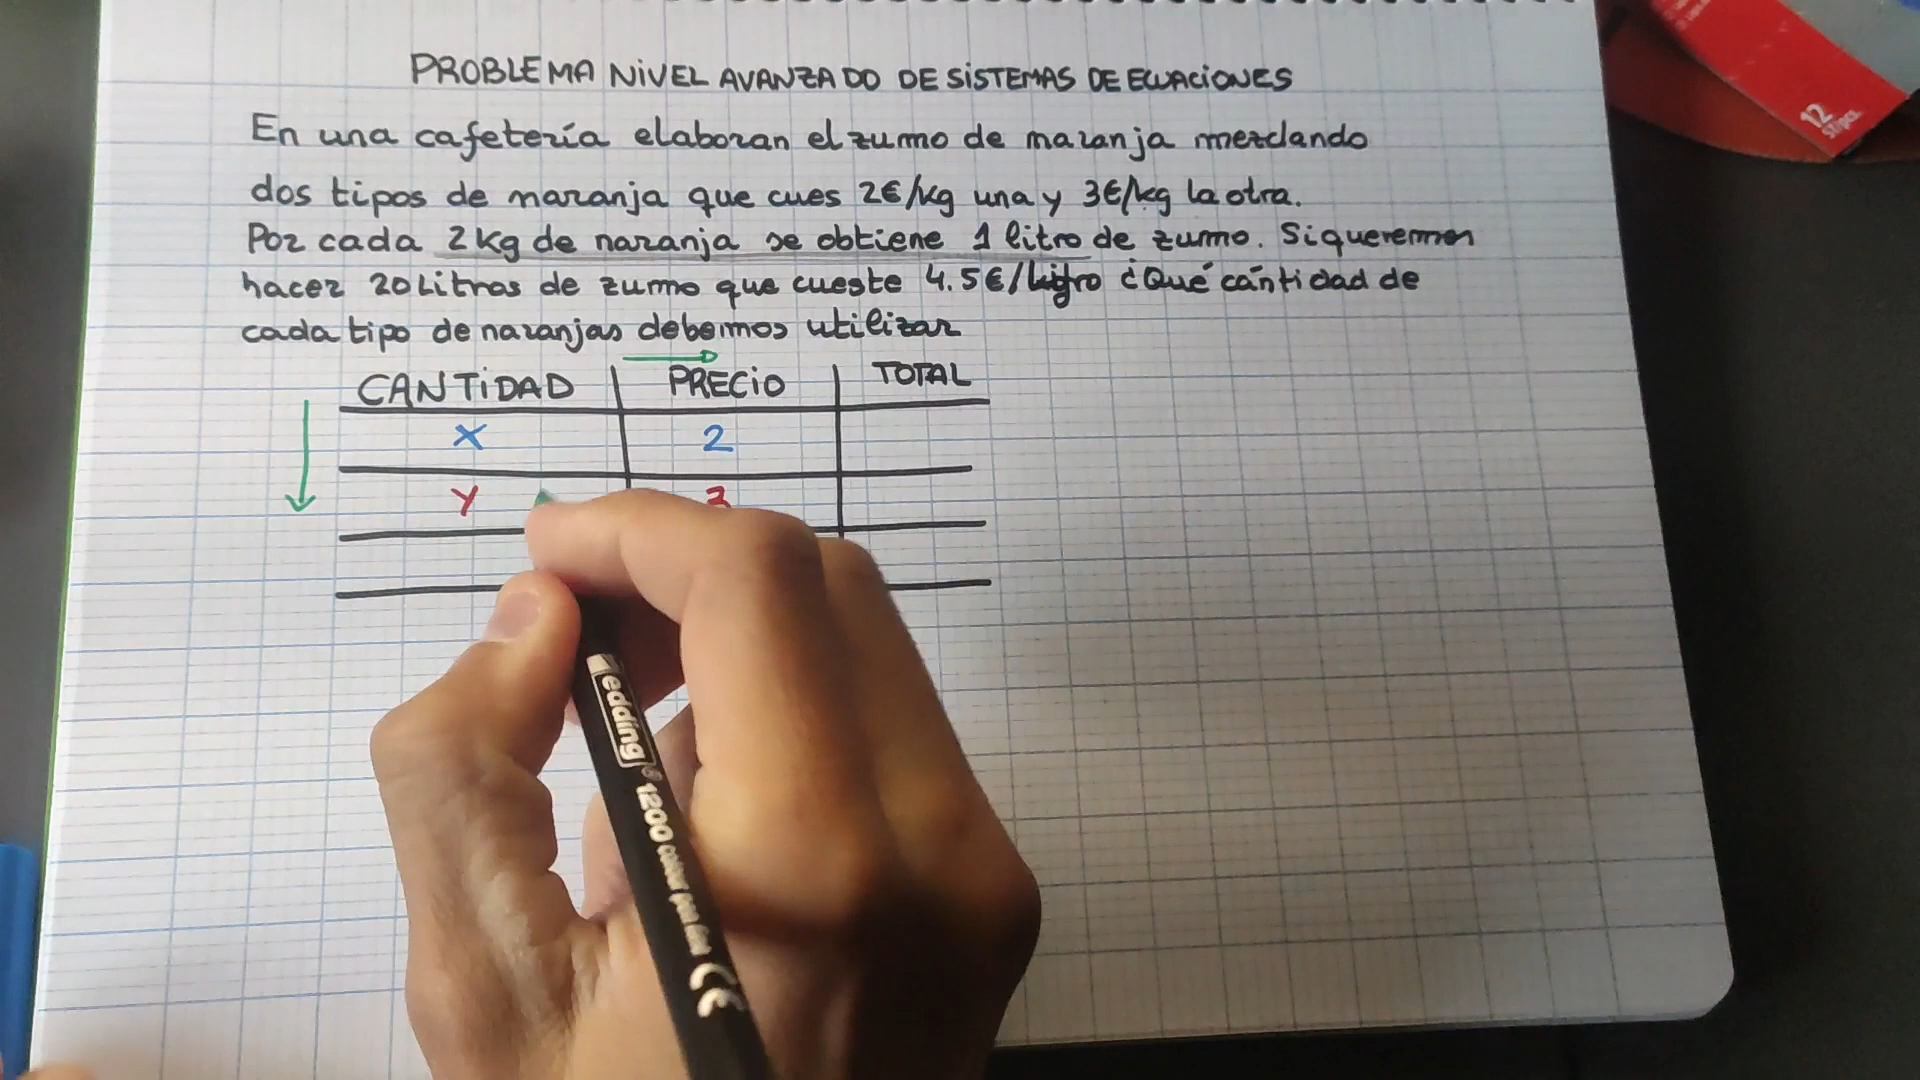 PROBLEMA NIVEL AVANZADO DE SISTEMAS DE ECUACIONES
En una cafetería elaboran el zumo de naranja mezclando
dos tipos de naranja que cues 2€/kg una y 3€/kg la otra.
Por cada 2Kg de naranja se obtiene 1 litro de zumo. Si queremos
hacer 20 Litros de zumo que cueste 4.5€/litro ¿Qué cantidad de
cada tipo de naranjas debemos utilizar
CANTIDAD PRECIO TOTAL
X 2
Y 3
edding 1200
CE
12